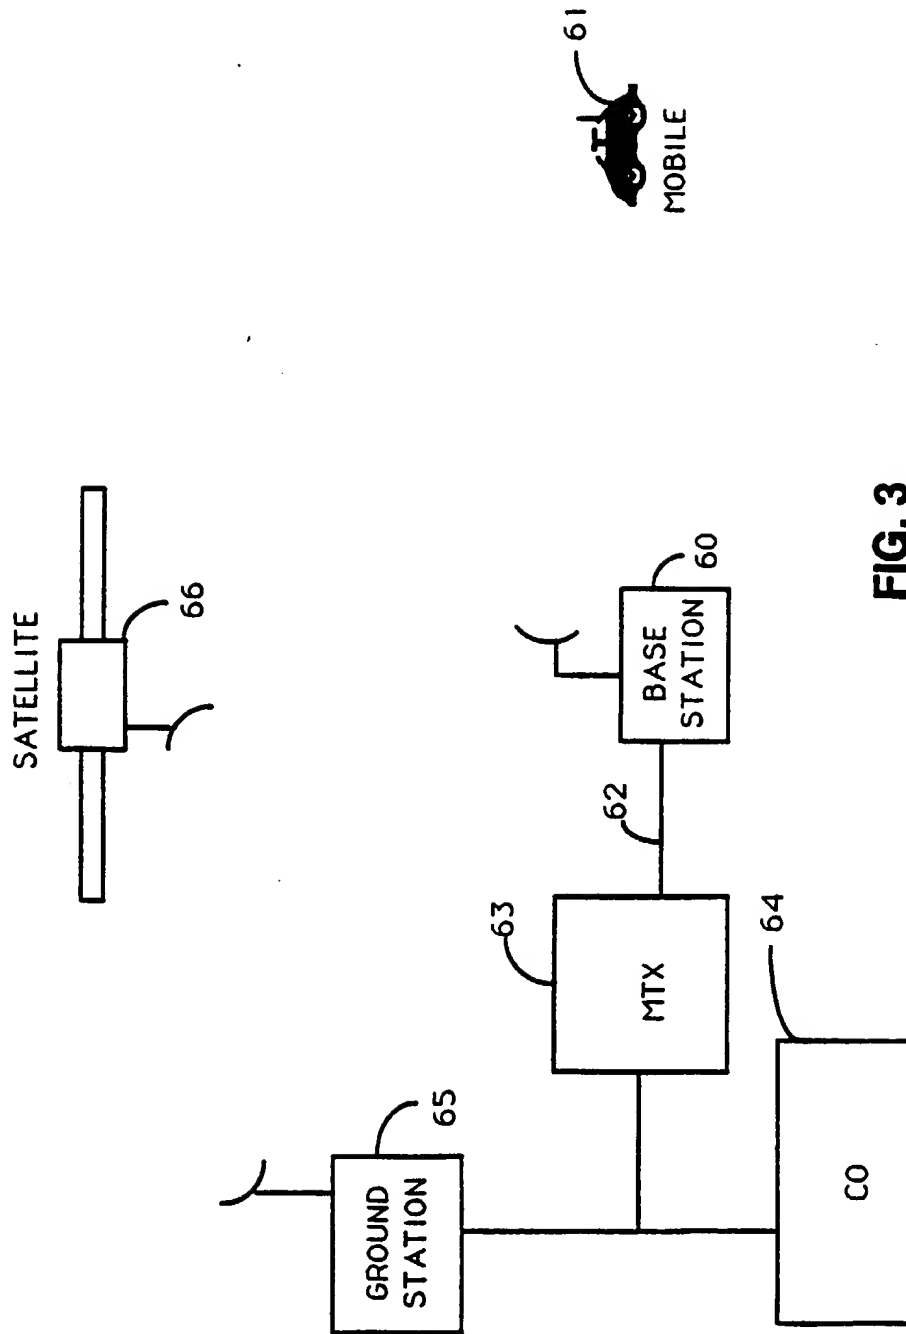 SATELLITE
66
61
MOBILE
65
GROUND
STATION
63
MTX
62
60
BASE
STATION
64
CO
FIG. 3